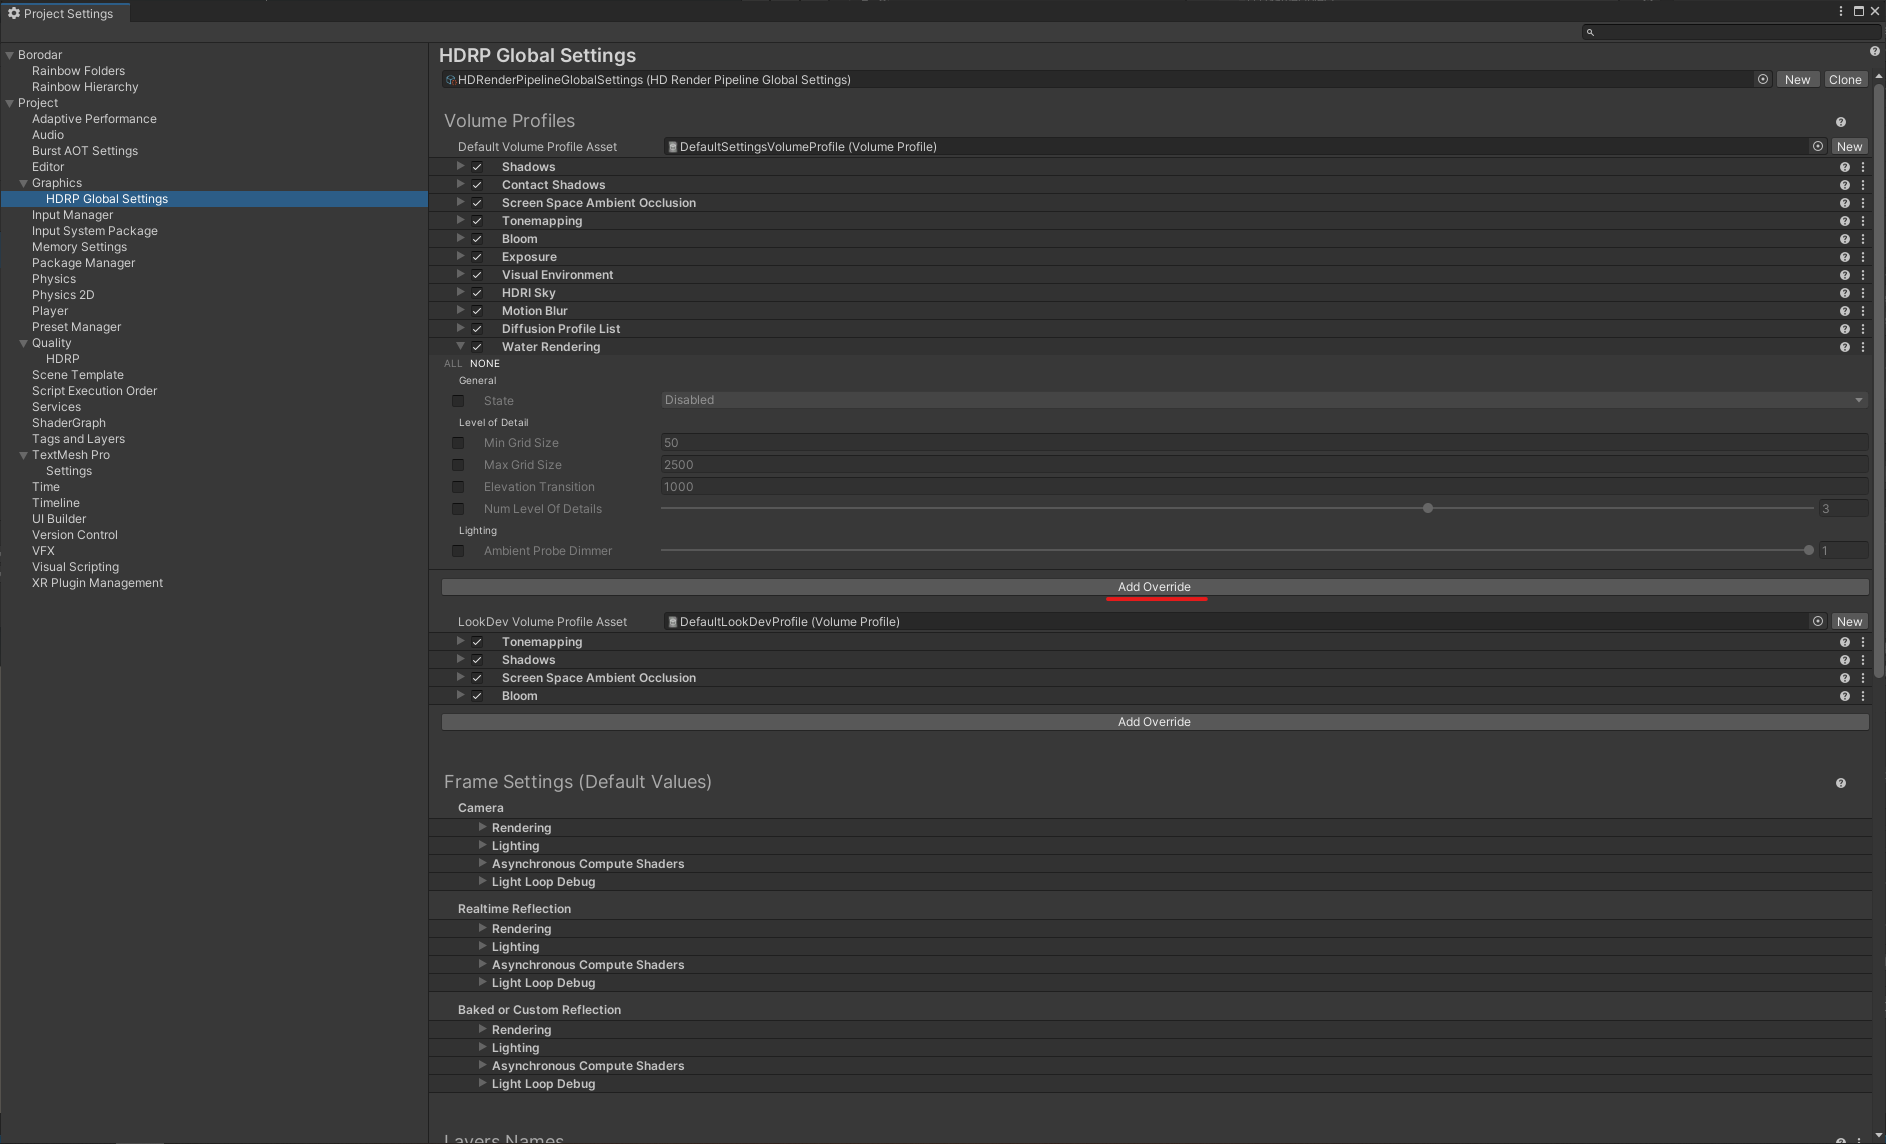 Project Settings
Borodar
Rainbow Folders
Rainbow Hierarchy
Project
Adaptive Performance
Audio
Burst AOT Settings
Editor
Graphics
HDRP Global Settings
Input Manager
Input System Package
Memory Settings
Package Manager
Physics
Physics 2D
Player
Preset Manager
Quality
HDRP
Scene Template
Script Execution Order
Services
ShaderGraph
Tags and Layers
TextMesh Pro
Settings
Time
Timeline
UI Builder
Version Control
VFX
Visual Scripting
XR Plugin Management
HDRP Global Settings
HDRenderPipelineGlobalSettings (HD Render Pipeline Global Settings) New Clone
Volume Profiles
Default Volume Profile Asset DefaultSettingsVolumeProfile (Volume Profile) New
Shadows
Contact Shadows
Screen Space Ambient Occlusion
Tonemapping
Bloom
Exposure
Visual Environment
HDRI Sky
Motion Blur
Diffusion Profile List
Water Rendering
ALL NONE
General
State Disabled
Level of Detail
Min Grid Size 50
Max Grid Size 2500
Elevation Transition 1000
Num Level Of Details 3
Lighting
Ambient Probe Dimmer 1
Add Override
LookDev Volume Profile Asset DefaultLookDevProfile (Volume Profile) New
Tonemapping
Shadows
Screen Space Ambient Occlusion
Bloom
Add Override
Frame Settings (Default Values)
Camera
Rendering
Lighting
Asynchronous Compute Shaders
Light Loop Debug
Realtime Reflection
Rendering
Lighting
Asynchronous Compute Shaders
Light Loop Debug
Baked or Custom Reflection
Rendering
Lighting
Asynchronous Compute Shaders
Light Loop Debug
Layers Names